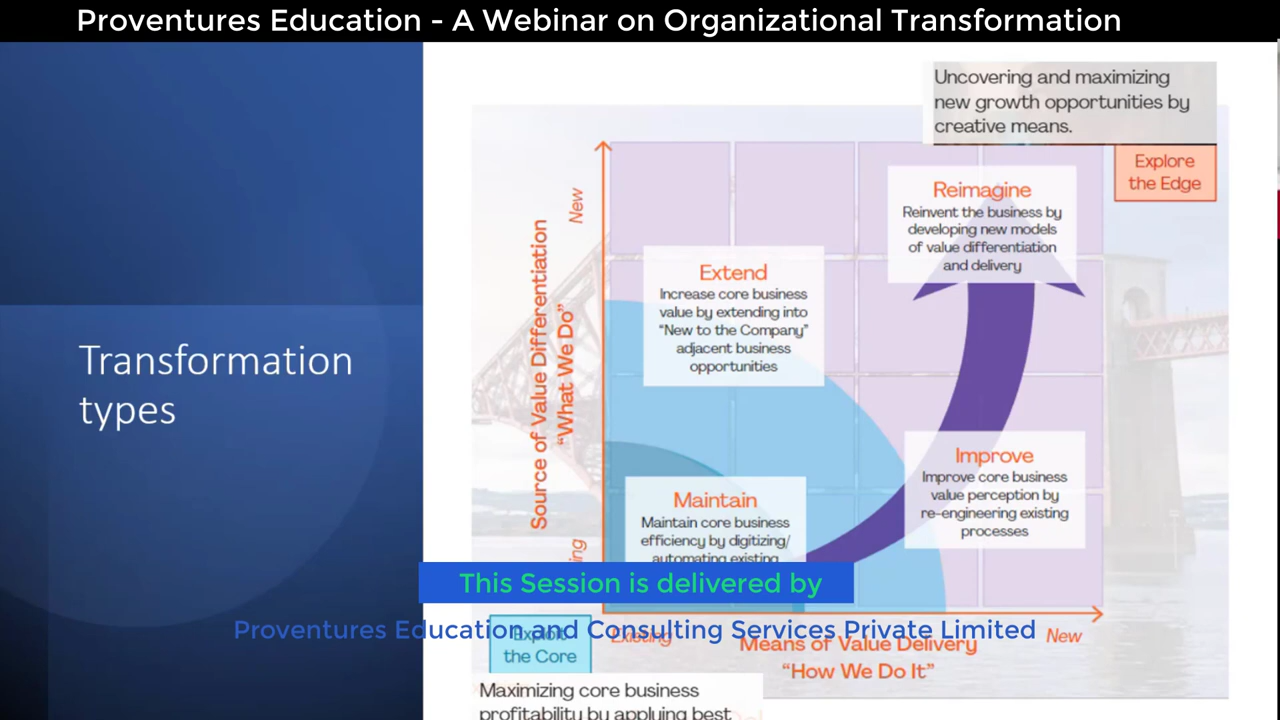 Proventures Education - A Webinar on Organizational Transformation
Transformation
types
Uncovering and maximizing
new growth opportunities by
creative means.
Explore
the Edge
Source of Value Differentiation
“What We Do”
New
Reimagine
Reinvent the business by
developing new models
of value differentiation
and delivery
Extend
Increase core business
value by extending into
“New to the Company”
adjacent business
opportunities
Improve
Improve core business
value perception by
re-engineering existing
processes
Maintain
Maintain core business
efficiency by digitizing/
automating existing
This Session is delivered by
Proventures Education and Consulting Services Private Limited
Exploit
the Core
Existing
New
Means of Value Delivery
“How We Do It”
Maximizing core business
profitability by applying best